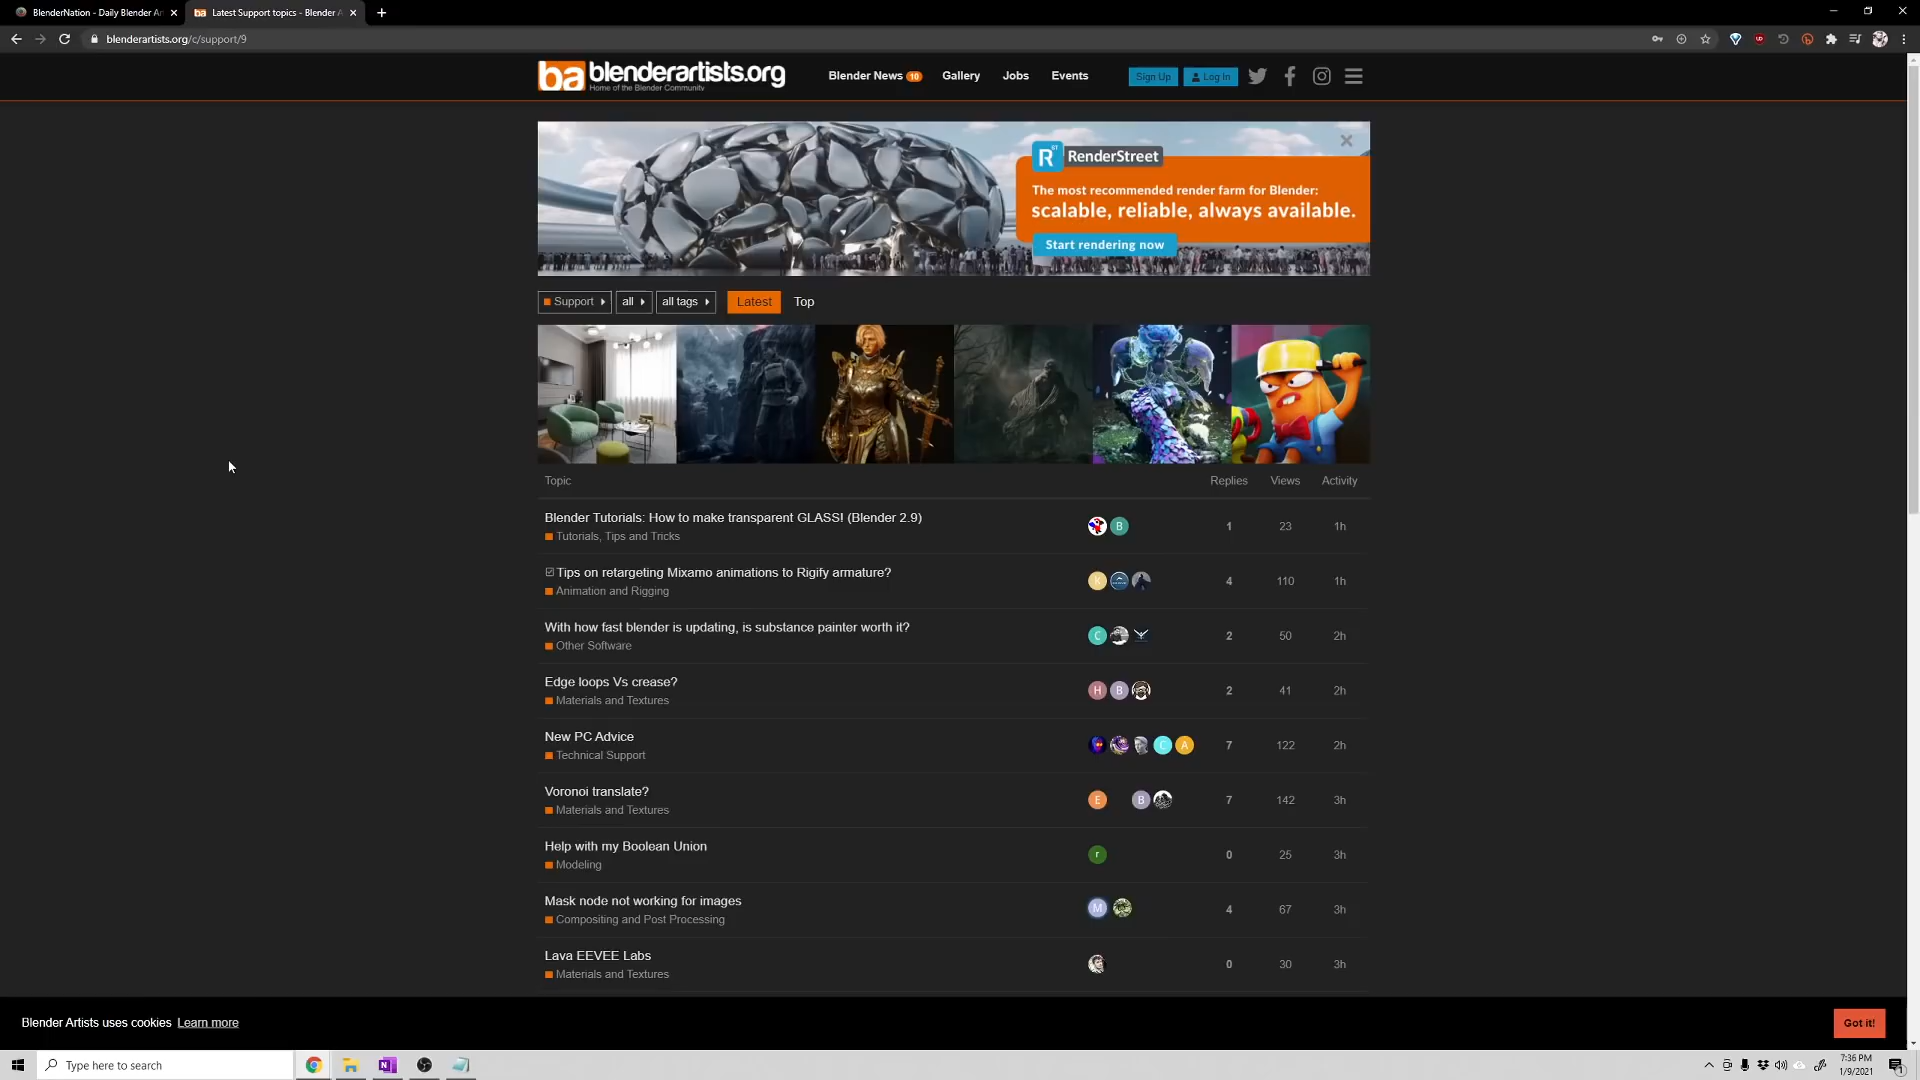 BlenderNation - Daily Blender Ar
Latest Support topics - Blender A
blenderartists.org/c/support/9
ba blenderartists.org
Home of the Blender Community
Blender News 10
Gallery
Jobs
Events
Sign Up
Log In
R ST RenderStreet
The most recommended render farm for Blender:
scalable, reliable, always available.
Start rendering now
Support
all
all tags
Latest
Top
Topic Replies Views Activity
Blender Tutorials: How to make transparent GLASS! (Blender 2.9)
Tutorials, Tips and Tricks
B 1 23 1h
Tips on retargeting Mixamo animations to Rigify armature?
Animation and Rigging
K 4 110 1h
With how fast blender is updating, is substance painter worth it?
Other Software
C 2 50 2h
Edge loops Vs crease?
Materials and Textures
H B 2 41 2h
New PC Advice
Technical Support
C A 7 122 2h
Voronoi translate?
Materials and Textures
E B 7 142 3h
Help with my Boolean Union
Modeling
r 0 25 3h
Mask node not working for images
Compositing and Post Processing
M 4 67 3h
Lava EEVEE Labs
Materials and Textures
0 30 3h
Blender Artists uses cookies Learn more
Got it!
Type here to search
N
7:36 PM
1/9/2021